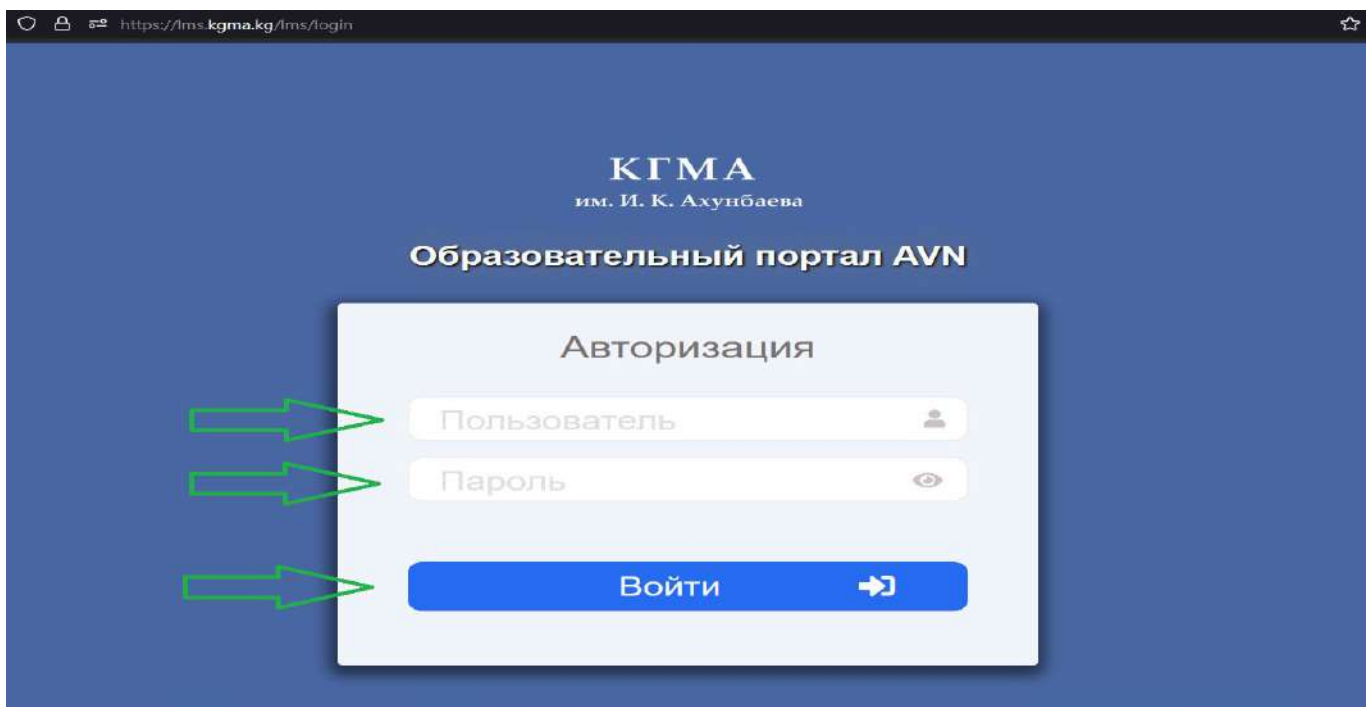 https://lms.kgma.kg/lms/login
КГМА
им. И. К. Ахунбаева
Образовательный портал AVN
Авторизация
Пользователь
Пароль
Войти